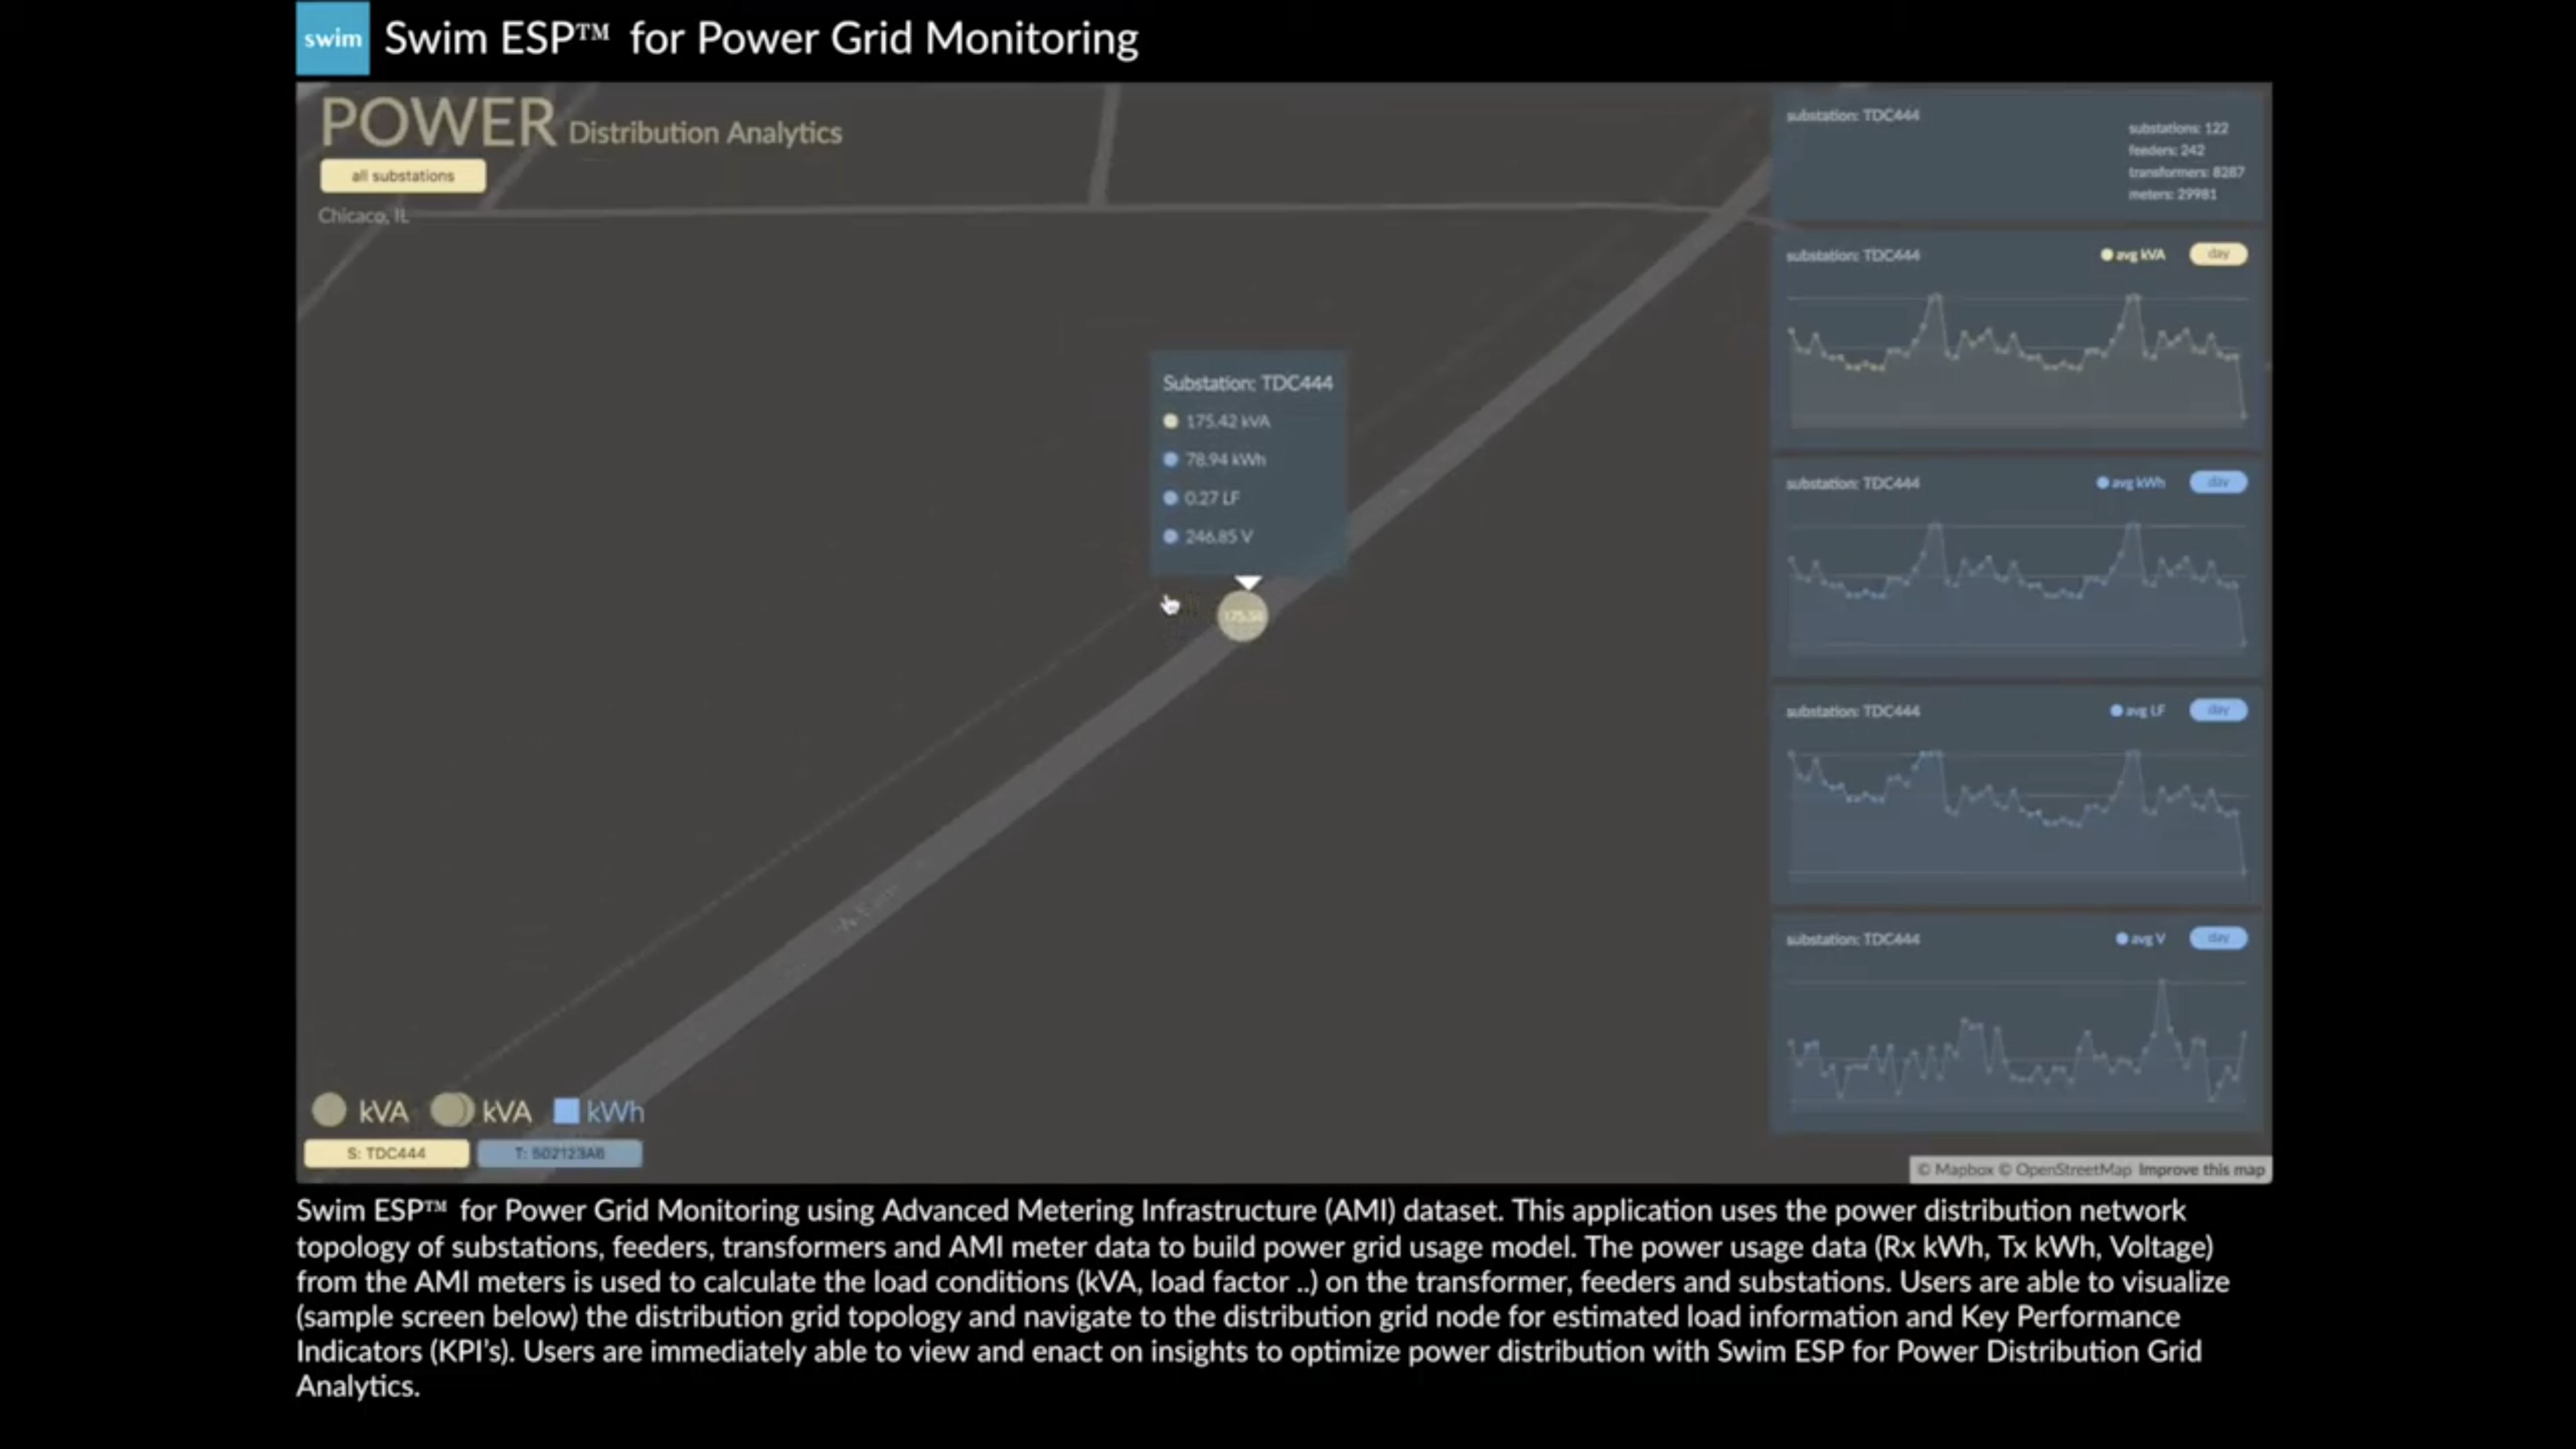 swim Swim ESP™ for Power Grid Monitoring
POWER Distribution Analytics
all substations
Chicaco, IL
Substation: TDC444
175.42 kVA
78.94 kWh
0.27 LF
246.85 V
substation: TDC444
substations: 122
feeders: 242
transformers: 8287
meters: 29981
substation: TDC444 avg kVA day
substation: TDC444 avg kWh day
substation: TDC444 avg LF day
substation: TDC444 avg V day
kVA kVA kWh
S: TDC444
© Mapbox © OpenStreetMap Improve this map
Swim ESP™ for Power Grid Monitoring using Advanced Metering Infrastructure (AMI) dataset. This application uses the power distribution network
topology of substations, feeders, transformers and AMI meter data to build power grid usage model. The power usage data (Rx kWh, Tx kWh, Voltage)
from the AMI meters is used to calculate the load conditions (kVA, load factor ..) on the transformer, feeders and substations. Users are able to visualize
(sample screen below) the distribution grid topology and navigate to the distribution grid node for estimated load information and Key Performance
Indicators (KPI's). Users are immediately able to view and enact on insights to optimize power distribution with Swim ESP for Power Distribution Grid
Analytics.